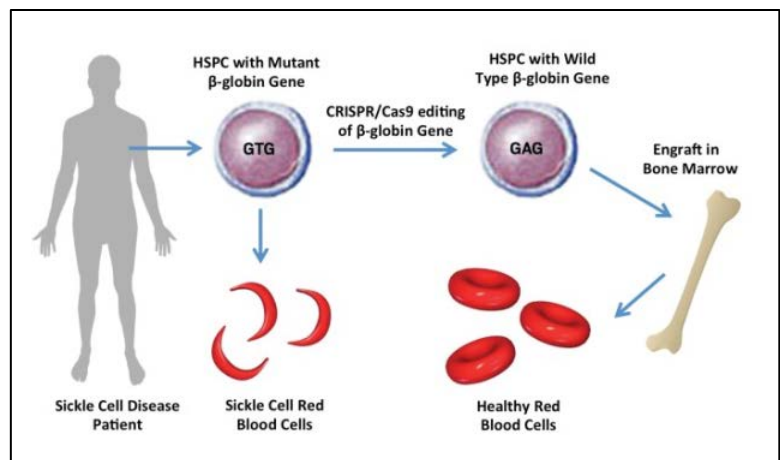 HSPC with Mutant
β-globin Gene
HSPC with Wild
Type β-globin Gene
CRISPR/Cas9 editing
of β-globin Gene
GTG
GAG
Engraft in
Bone Marrow
Sickle Cell Disease
Patient
Sickle Cell Red
Blood Cells
Healthy Red
Blood Cells